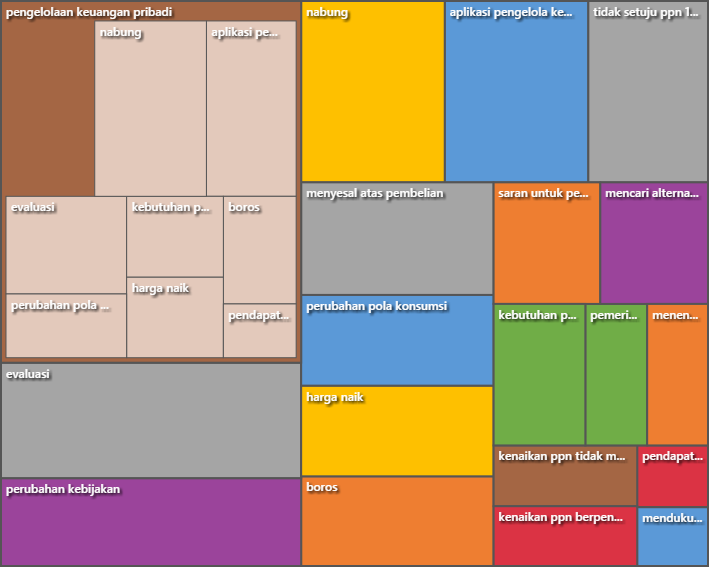 pengelolaan keuangan pribadi
nabung
aplikasi pe...
evaluasi
kebutuhan p...
boros
perubahan pola ...
harga naik
pendapat...
evaluasi
perubahan kebijakan
nabung
aplikasi pengelola ke...
tidak setuju ppn 1...
menyesal atas pembelian
saran untuk pe...
mencari alterna...
perubahan pola konsumsi
kebutuhan p...
pemeri...
menen...
harga naik
kenaikan ppn tidak m...
pendapat...
boros
kenaikan ppn berpen...
menduku...